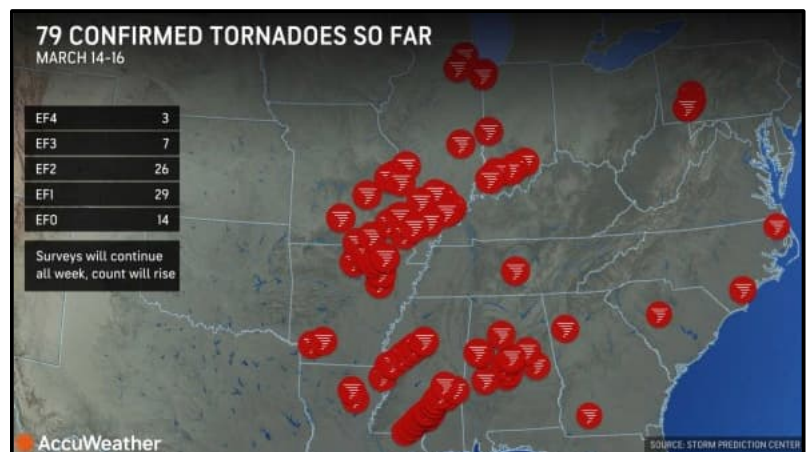 79 CONFIRMED TORNADOES SO FAR
MARCH 14-16
EF4 3
EF3 7
EF2 26
EF1 29
EF0 14
Surveys will continue
all week, count will rise
AccuWeather
SOURCE: STORM PREDICTION CENTER